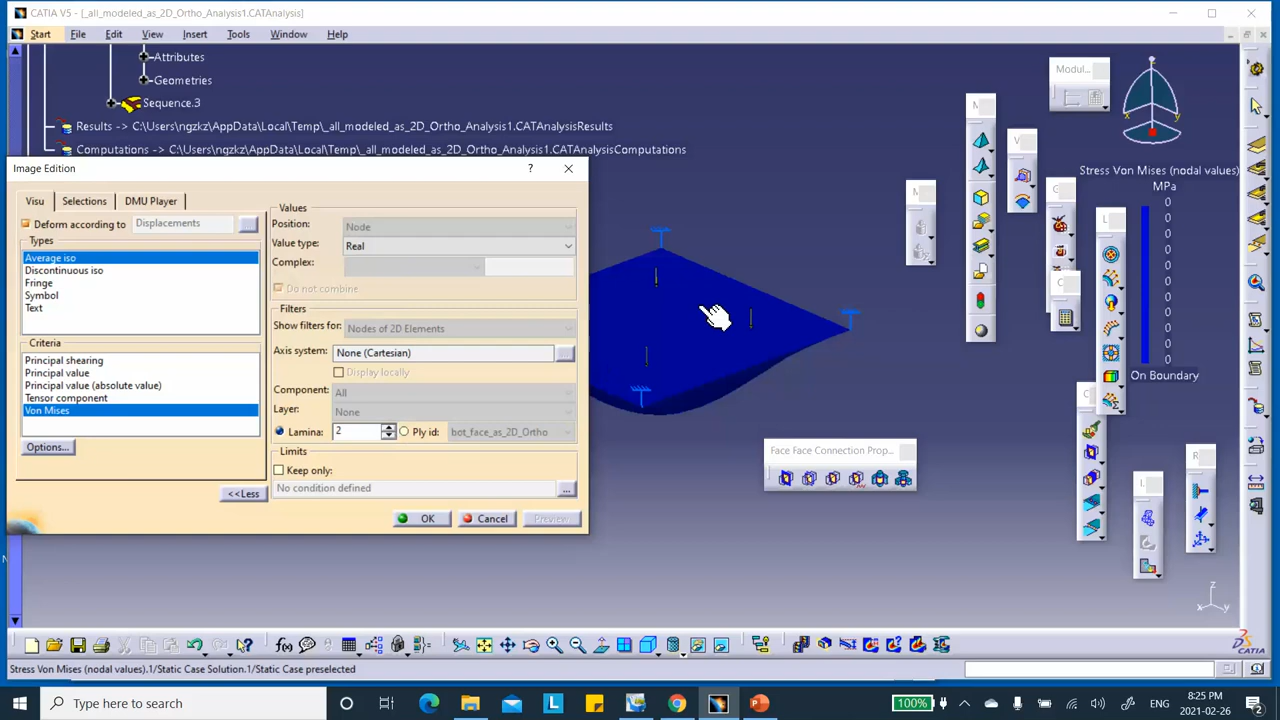 CATIA V5 - [_all_modeled_as_2D_Ortho_Analysis1.CATAnalysis]
Start File Edit View Insert Tools Window Help
Attributes
Geometries
Sequence.3
Results -> C:\Users\ngzkz\AppData\Local\Temp\_all_modeled_as_2D_Ortho_Analysis1.CATAnalysisResults
Computations -> C:\Users\ngzkz\AppData\Local\Temp\_all_modeled_as_2D_Ortho_Analysis1.CATAnalysisComputations
Image Edition
Visu Selections DMU Player
Deform according to Displacements ...
Types
Average iso
Discontinuous iso
Fringe
Symbol
Text
Criteria
Principal shearing
Principal value
Principal value (absolute value)
Tensor component
Von Mises
Options...
<<Less
Values
Position: Node
Value type: Real
Complex:
Do not combine
Filters
Show filters for: Nodes of 2D Elements
Axis system: None (Cartesian) ...
Display locally
Component: All
Layer: None
Lamina: 2 Ply id: bot_face_as_2D_Ortho
Limits
Keep only:
No condition defined ...
OK Cancel Preview
Modul...
M
V
M
G
L
C
C
R
Stress Von Mises (nodal values)
MPa
0
0
0
0
0
0
0
0
0
0
0
On Boundary
Face Face Connection Prop...
z
x y
CATIA
Stress Von Mises (nodal values).1/Static Case Solution.1/Static Case preselected
Type here to search
100%
ENG
8:25 PM
2021-02-26
2